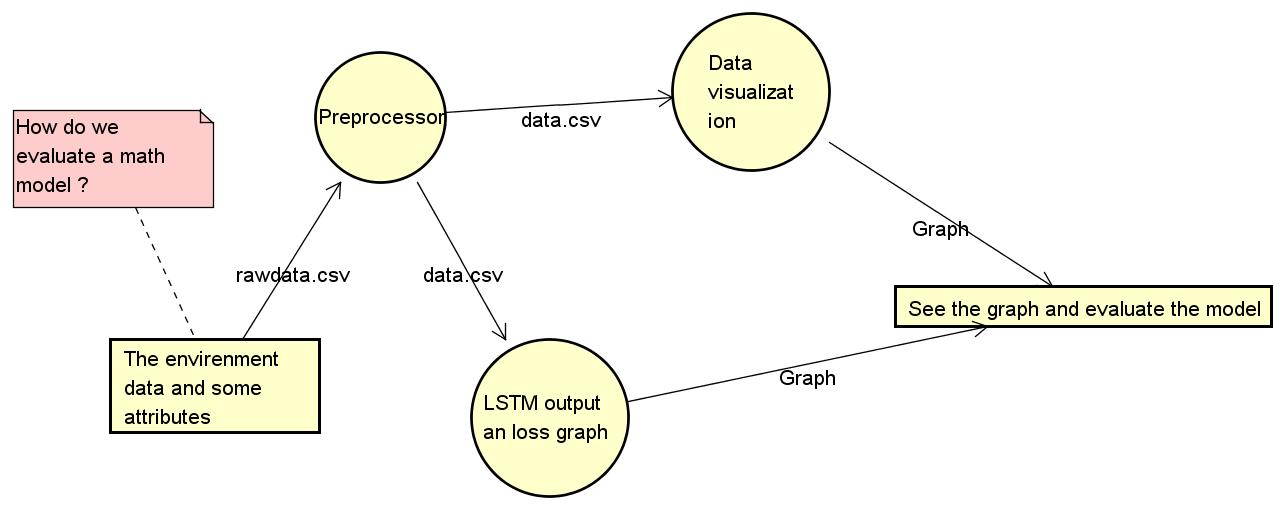 Data
visualizat
ion
Preprocessor
data.csv
How do we
evaluate a math
model ?
Graph
rawdata.csv
data.csv
See the graph and evaluate the model
The envirenment
data and some
attributes
Graph
LSTM output
an loss graph